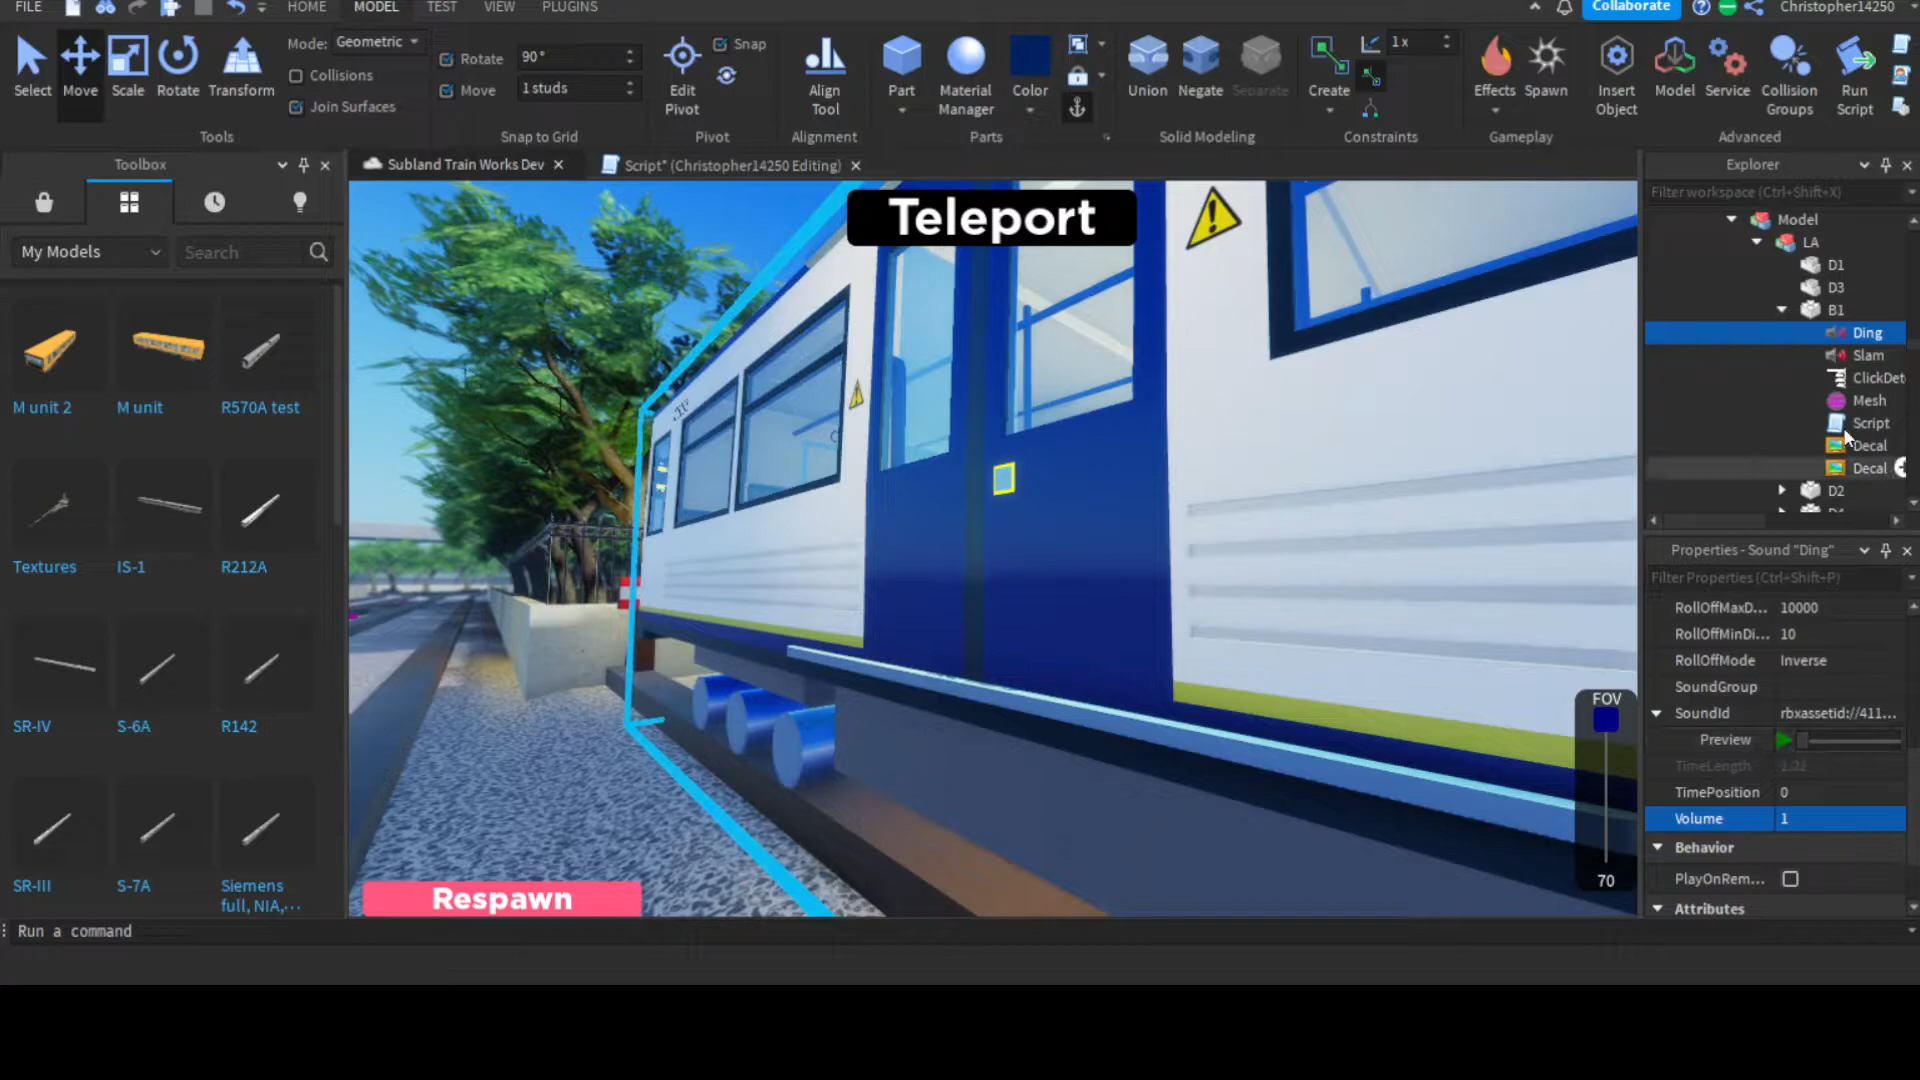 FILE HOME MODEL TEST VIEW PLUGINS Collaborate Christopher14250
Select Move Scale Rotate Transform
Mode: Geometric
Collisions
Join Surfaces
Tools
Rotate 90°
Move 1 studs
Snap to Grid
Edit Pivot
Snap
Pivot
Align Tool
Alignment
Part
Material Manager
Color
Parts
Union Negate Separate
Solid Modeling
Create
1 x
Constraints
Effects Spawn
Gameplay
Insert Object
Model Service
Collision Groups
Run Script
Advanced
Toolbox
My Models Search
M unit 2 M unit R570A test
Textures IS-1 R212A
SR-IV S-6A R142
SR-III S-7A Siemens full, NIA,...
Subland Train Works Dev
Script* (Christopher14250 Editing)
Teleport
FOV
70
Respawn
Explorer
Filter workspace (Ctrl+Shift+X)
Model
LA
D1
D3
B1
Ding
Slam
ClickDet
Mesh
Script
Decal
Decal
D2
Properties - Sound "Ding"
Filter Properties (Ctrl+Shift+P)
RollOffMaxD... 10000
RollOffMinDi... 10
RollOffMode Inverse
SoundGroup
SoundId rbxassetid://411...
Preview
TimeLength
TimePosition 0
Volume 1
Behavior
PlayOnRem...
Attributes
Run a command